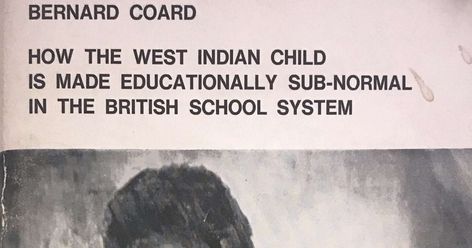 BERNARD COARD
HOW THE WEST INDIAN CHILD
IS MADE EDUCATIONALLY SUB-NORMAL
IN THE BRITISH SCHOOL SYSTEM